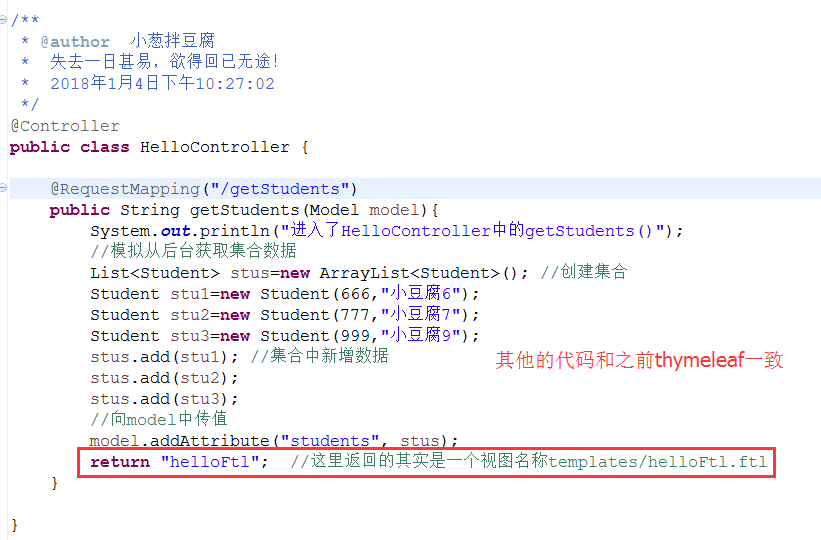 /**
 * @author  小葱拌豆腐
 *  失去一日甚易，欲得回已无途！
 *  2018年1月4日下午10:27:02
 */
@Controller
public class HelloController {
    @RequestMapping("/getStudents")
    public String getStudents(Model model){
        System.out.println("进入了HelloController中的getStudents()");
        //模拟从后台获取集合数据
        List<Student> stus=new ArrayList<Student>(); //创建集合
        Student stu1=new Student(666,"小豆腐6");
        Student stu2=new Student(777,"小豆腐7");
        Student stu3=new Student(999,"小豆腐9");
        stus.add(stu1); //集合中新增数据
        其他的代码和之前thymeleaf一致
        stus.add(stu2);
        stus.add(stu3);
        //向model中传值
        model.addAttribute("students", stus);
        return "helloFtl";  //这里返回的其实是一个视图名称templates/helloFtl.ftl
    }
}